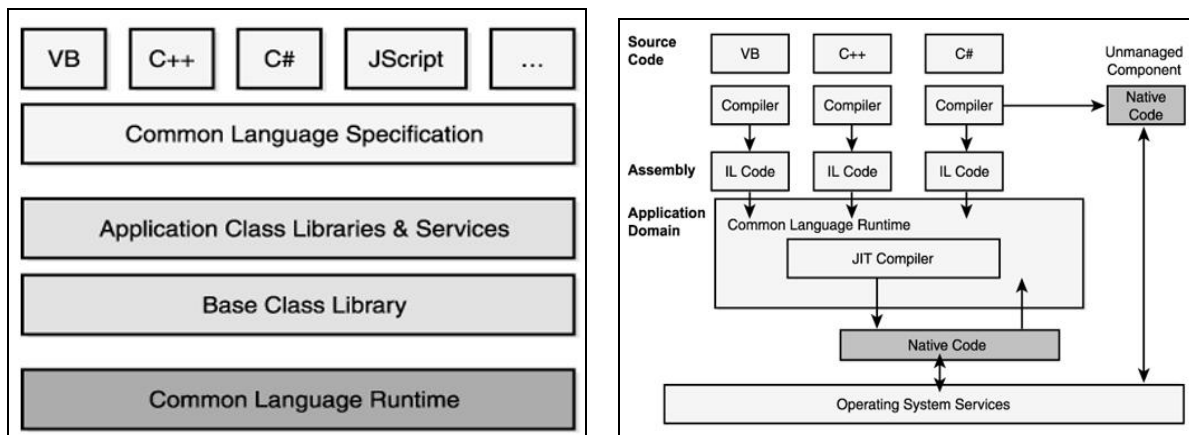 VB C++ C# JScript ...
Common Language Specification
Application Class Libraries & Services
Base Class Library
Common Language Runtime
Source
Code
VB C++ C#
Unmanaged
Component
Compiler Compiler Compiler
Native
Code
Assembly
IL Code IL Code IL Code
Application
Domain
Common Language Runtime
JIT Compiler
Native Code
Operating System Services